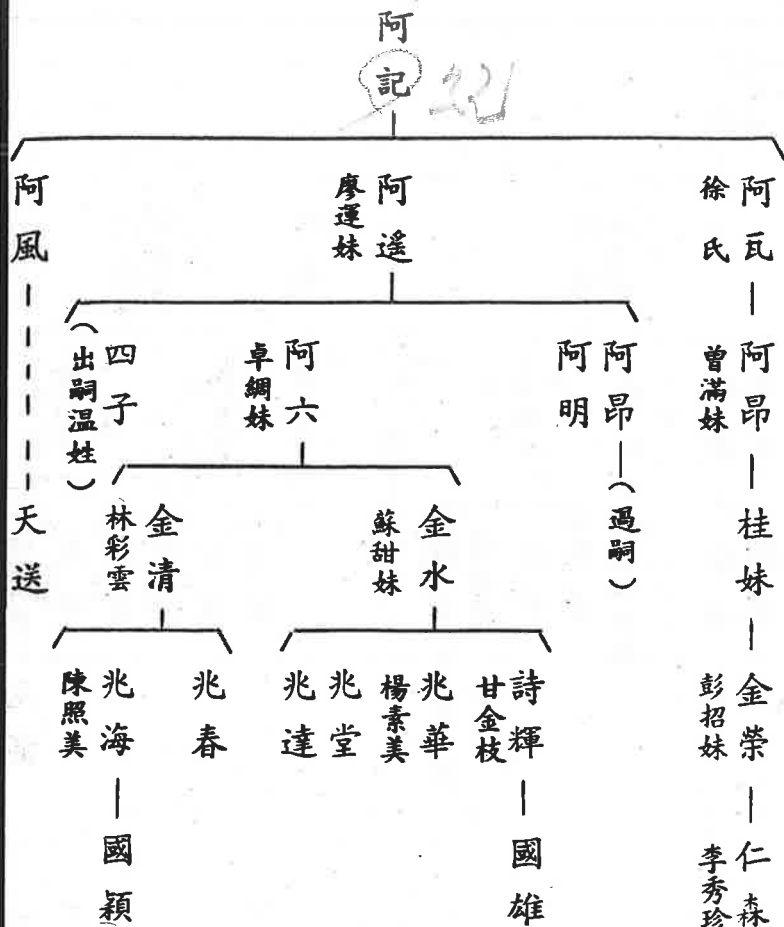 阿記
221
阿瓦
徐氏
阿遙
廖運妹
阿風
阿昂
曾滿妹
阿昂
（過嗣）
阿明
阿六
卓綢妹
四子
（出嗣温姓）
桂妹
金水
蘇甜妹
金清
林彩雲
天送
金榮
彭招妹
詩輝
甘金枝
兆華
楊素美
兆堂
兆達
兆春
兆海
陳照美
仁森
李秀珍
國雄
國穎